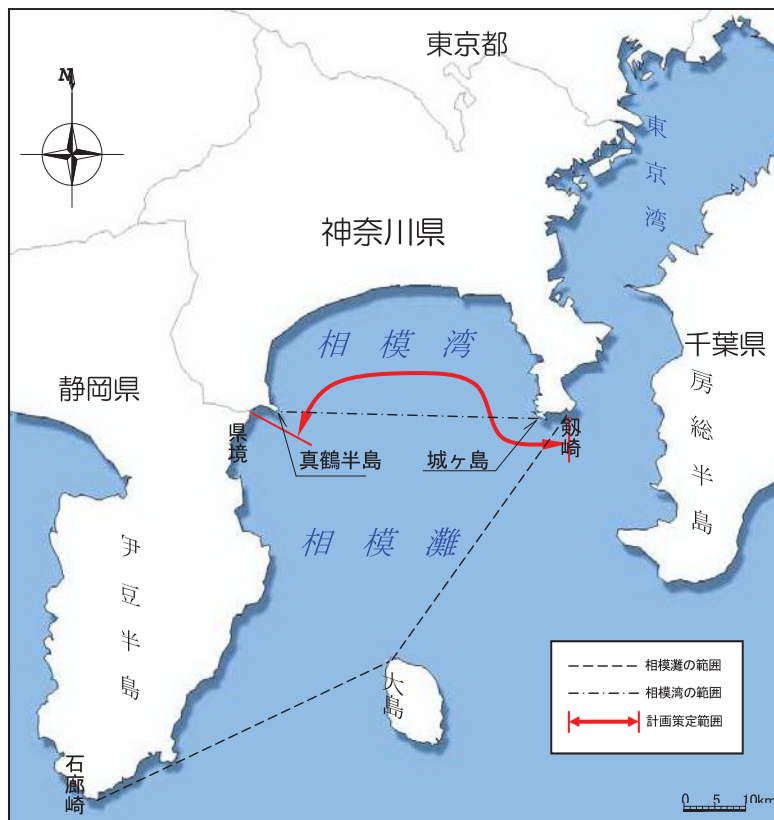 東京都
N
東京湾
神奈川県
相模湾
千葉県
静岡県
房総半島
県境
真鶴半島
城ヶ島
剱崎
相模灘
伊豆半島
大島
石廊崎
相模灘の範囲
相模湾の範囲
計画策定範囲
0 5 10km